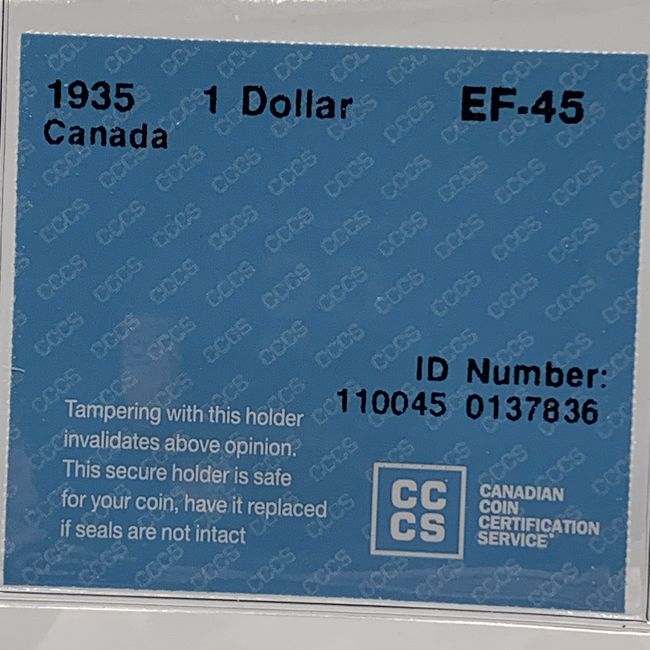 1935 1 Dollar EF-45
Canada
ID Number:
110045 0137836
Tampering with this holder
invalidates above opinion.
This secure holder is safe
for your coin, have it replaced
if seals are not intact
CC
CS
CANADIAN
COIN
CERTIFICATION
SERVICE